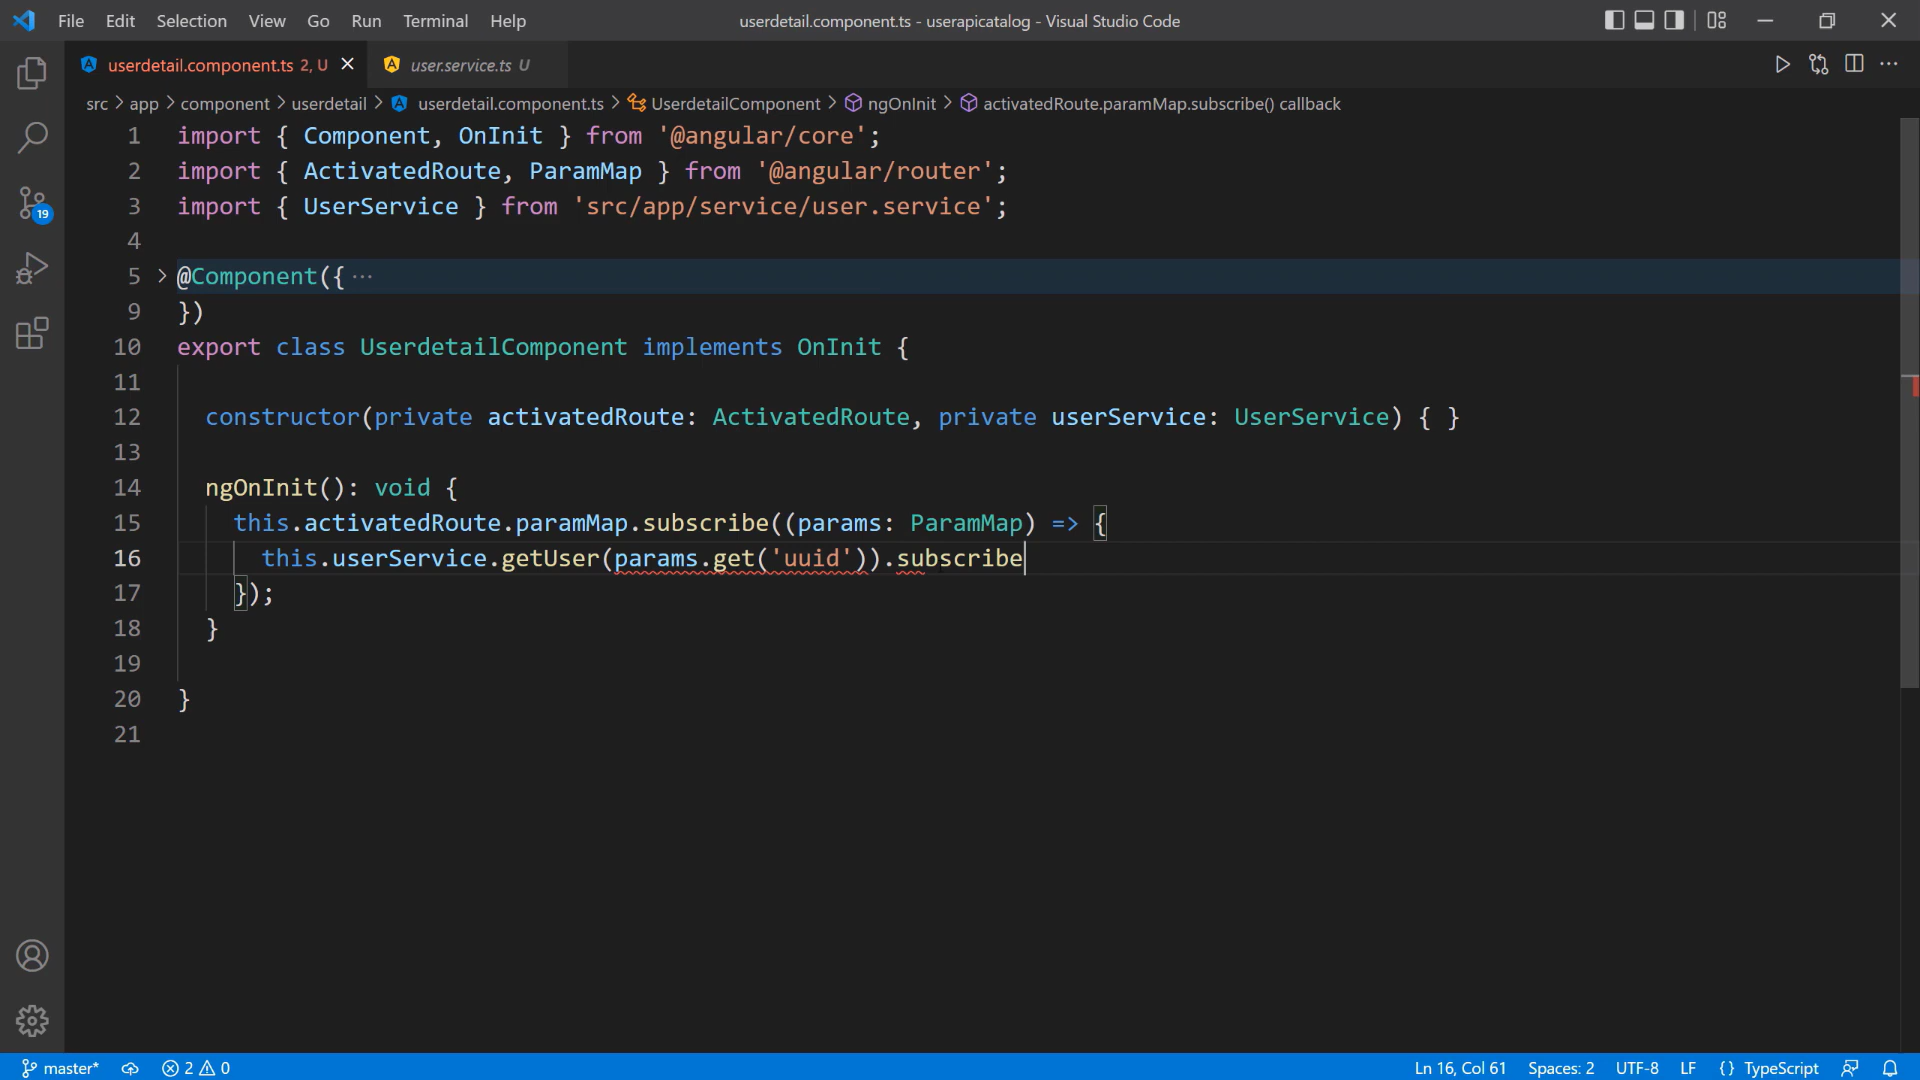 File Edit Selection View Go Run Terminal Help userdetail.component.ts - userapicatalog - Visual Studio Code
userdetail.component.ts 2, U user.service.ts U
src > app > component > userdetail > userdetail.component.ts > UserdetailComponent > ngOnInit > activatedRoute.paramMap.subscribe() callback
1 import { Component, OnInit } from '@angular/core';
2 import { ActivatedRoute, ParamMap } from '@angular/router';
3 import { UserService } from 'src/app/service/user.service';
4
5 > @Component({ ...
9 })
10 export class UserdetailComponent implements OnInit {
11
12 constructor(private activatedRoute: ActivatedRoute, private userService: UserService) { }
13
14 ngOnInit(): void {
15 this.activatedRoute.paramMap.subscribe((params: ParamMap) => {
16 this.userService.getUser(params.get('uuid')).subscribe
17 });
18 }
19
20 }
21
19
master* 2 0 Ln 16, Col 61 Spaces: 2 UTF-8 LF {} TypeScript